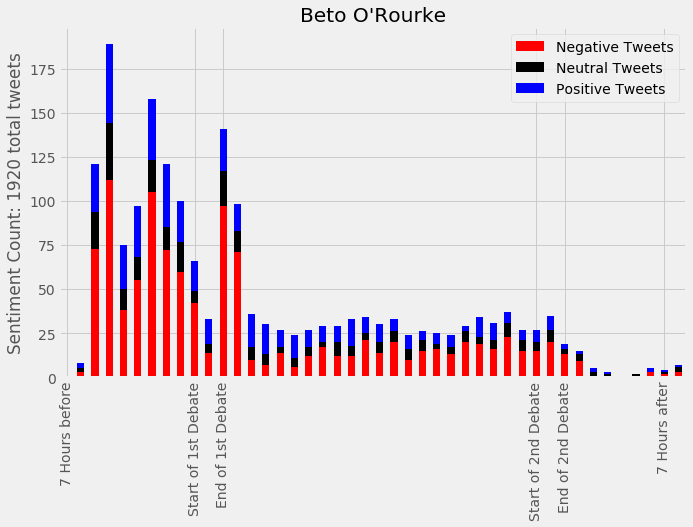 Beto O'Rourke
Negative Tweets
Neutral Tweets
Positive Tweets
Sentiment Count: 1920 total tweets
175
150
125
100
75
50
25
0
7 Hours before
Start of 1st Debate
End of 1st Debate
Start of 2nd Debate
End of 2nd Debate
7 Hours after